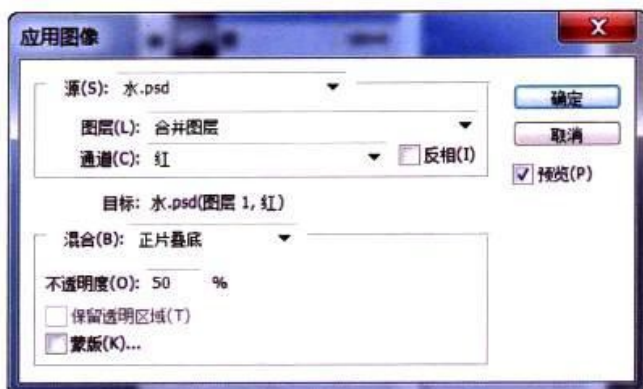 应用图像
源(S): 水.psd
确定
图层(L): 合并图层
取消
通道(C): 红
反相(I)
预览(P)
目标: 水.psd(图层 1, 红)
混合(B): 正片叠底
不透明度(O): 50 %
保留透明区域(T)
蒙版(K)...